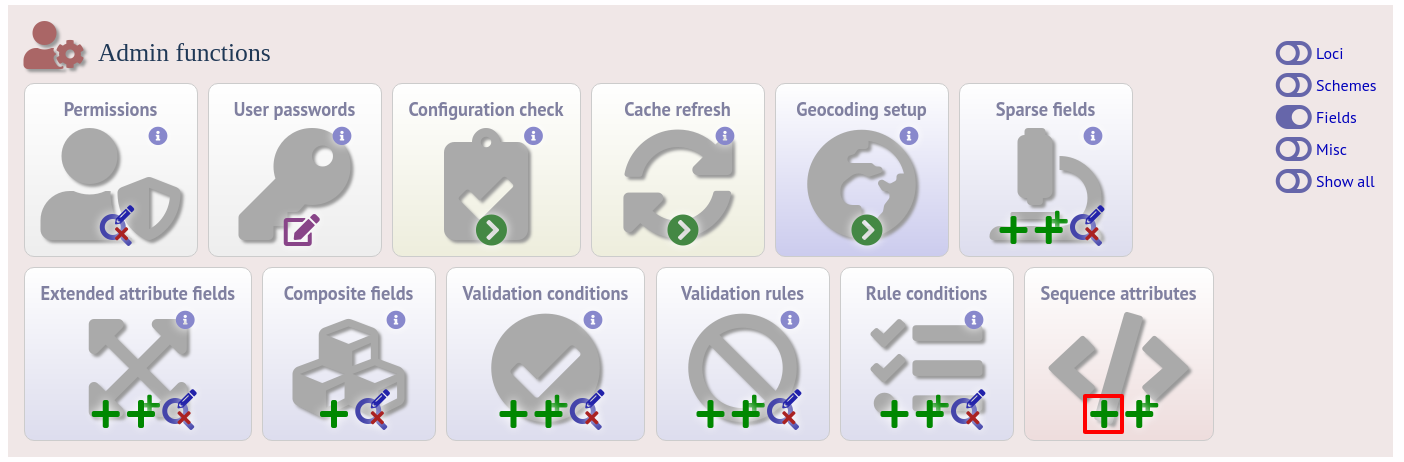 Admin functions
Loci
Schemes
Fields
Misc
Show all
Permissions
User passwords
Configuration check
Cache refresh
Geocoding setup
Sparse fields
Extended attribute fields
Composite fields
Validation conditions
Validation rules
Rule conditions
Sequence attributes